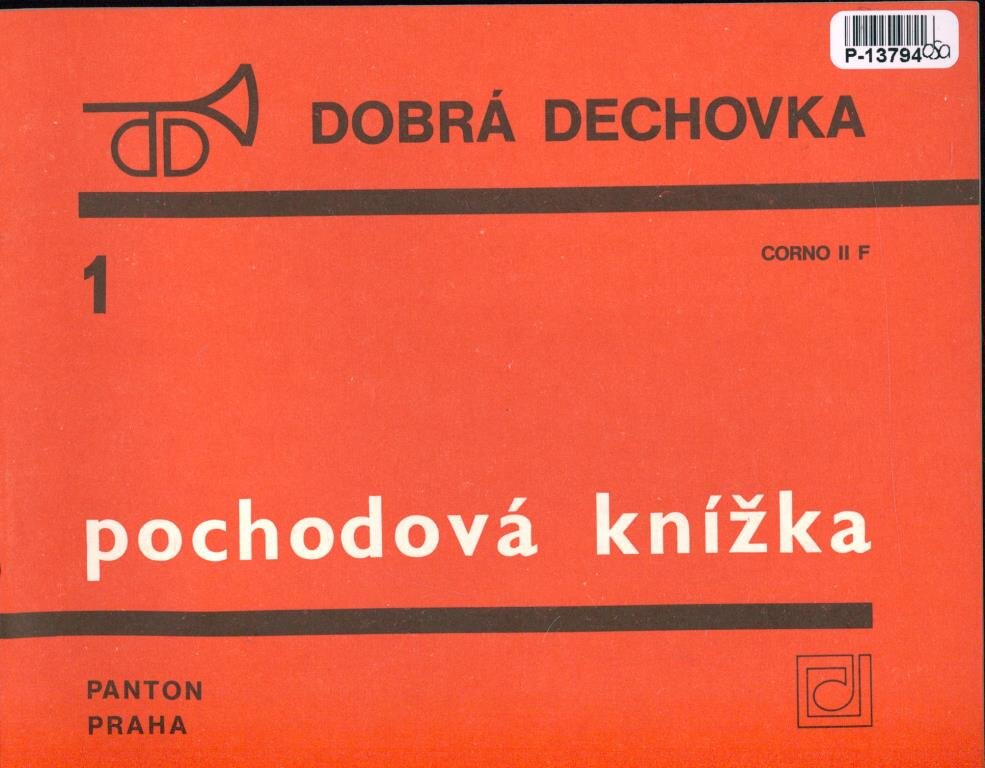 P-13794
DOBRÁ DECHOVKA
1
CORNO II F
pochodová knížka
PANTON
PRAHA